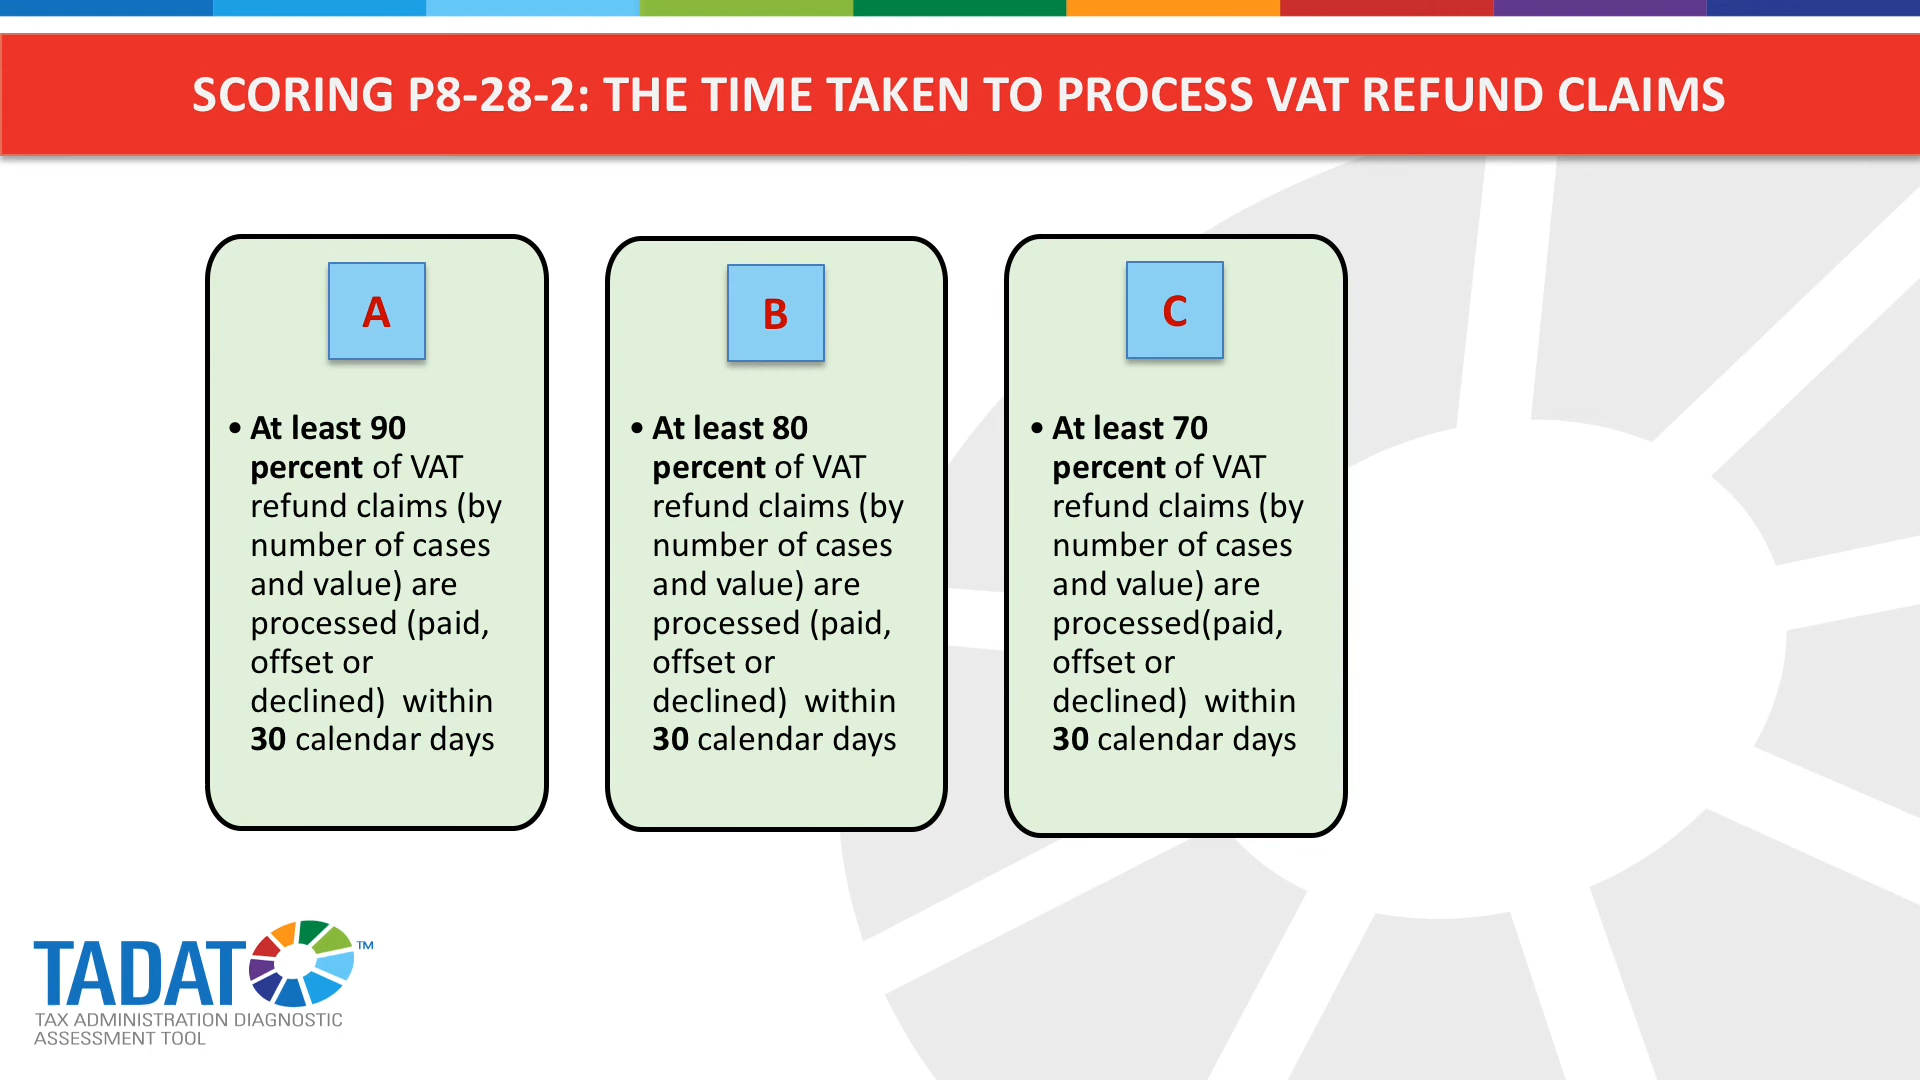 SCORING P8-28-2: THE TIME TAKEN TO PROCESS VAT REFUND CLAIMS
A
• At least 90
percent of VAT
refund claims (by
number of cases
and value) are
processed (paid,
offset or
declined)  within
30 calendar days
B
• At least 80
percent of VAT
refund claims (by
number of cases
and value) are
processed (paid,
offset or
declined)  within
30 calendar days
C
• At least 70
percent of VAT
refund claims (by
number of cases
and value) are
processed(paid,
offset or
declined)  within
30 calendar days
TADAT ™
TAX ADMINISTRATION DIAGNOSTIC
ASSESSMENT TOOL